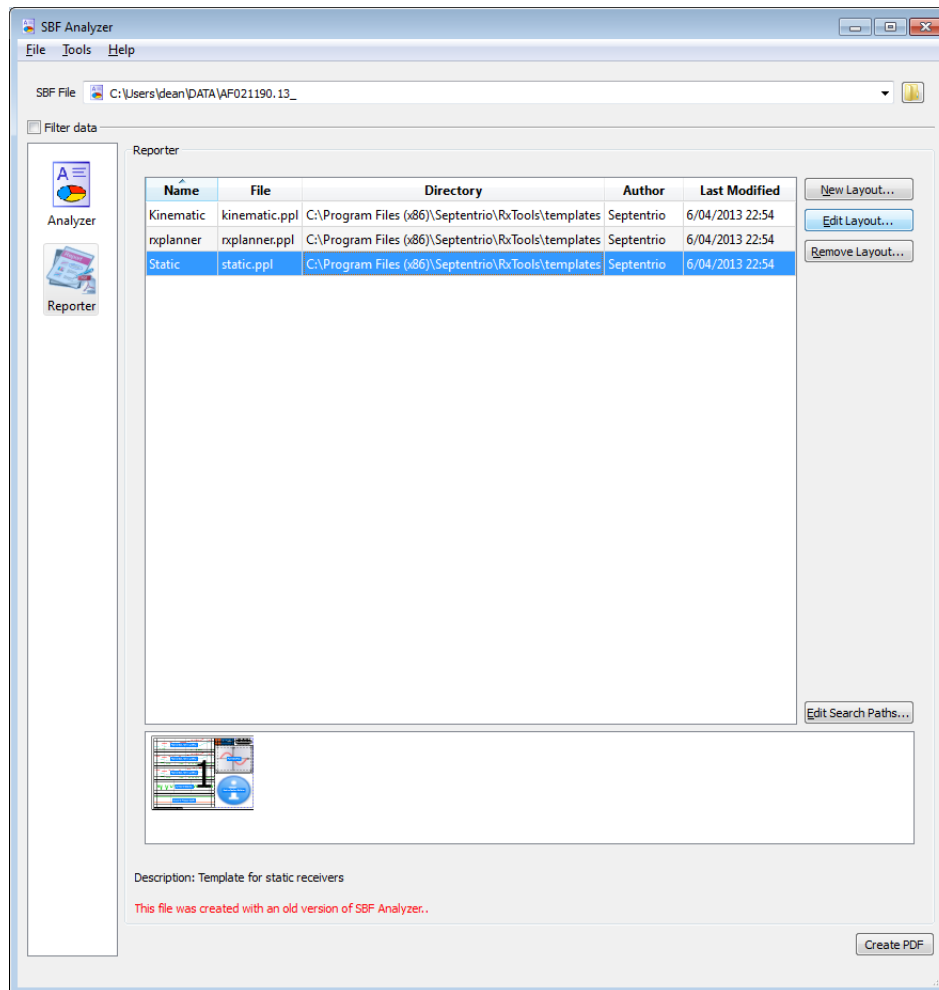 SBF Analyzer
File Tools Help
SBF File C:\Users\dean\DATA\AF021190.13_
Filter data
Analyzer
Reporter
Reporter
Name File Directory Author Last Modified
Kinematic kinematic.ppl C:\Program Files (x86)\Septentrio\RxTools\templates Septentrio 6/04/2013 22:54
rxplanner rxplanner.ppl C:\Program Files (x86)\Septentrio\RxTools\templates Septentrio 6/04/2013 22:54
Static static.ppl C:\Program Files (x86)\Septentrio\RxTools\templates Septentrio 6/04/2013 22:54
New Layout...
Edit Layout...
Remove Layout...
Edit Search Paths...
1
Description: Template for static receivers
This file was created with an old version of SBF Analyzer..
Create PDF